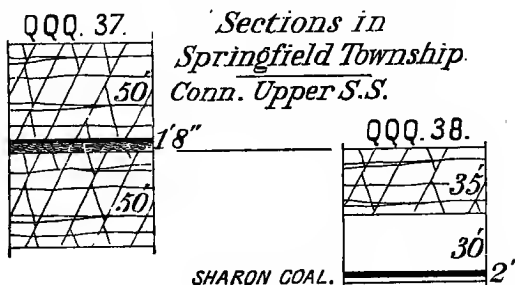 QQQ. 37.
Sections in
Springfield Township.
Conn. Upper S.S.
50'
1'8"
50'
QQQ. 38.
35'
30'
SHARON COAL. 2'